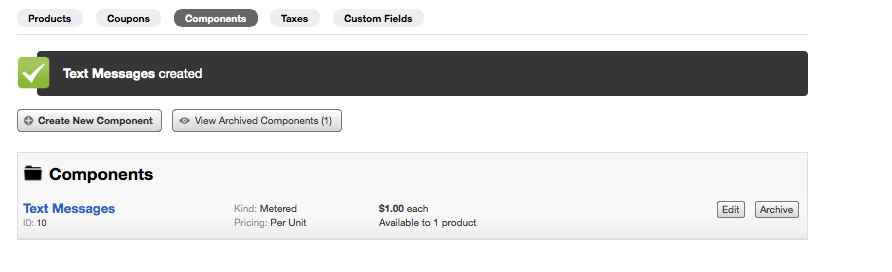 Products Coupons Components Taxes Custom Fields
Text Messages created
Create New Component View Archived Components (1)
Components
Text Messages Kind: Metered $1.00 each Edit Archive
ID: 10 Pricing: Per Unit Available to 1 product